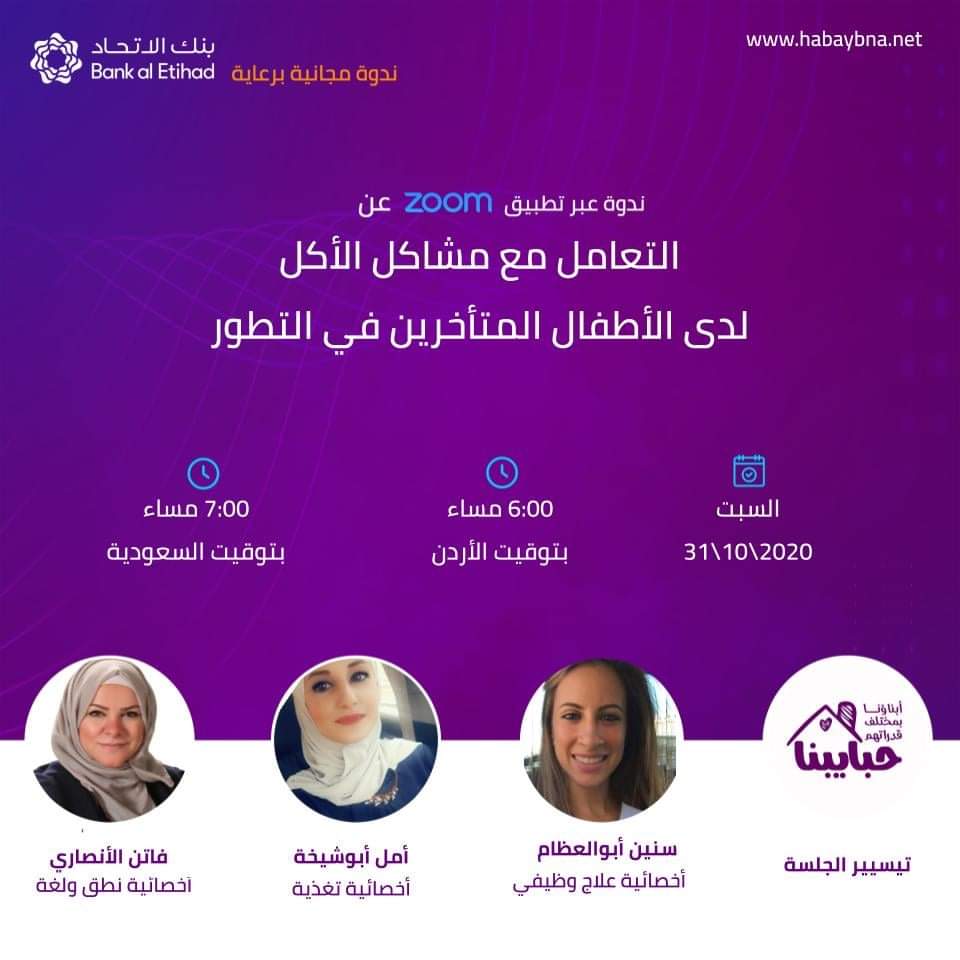 بنك الاتحاد
Bank al Etihad
ندوة مجانية برعاية
www.habaybna.net
ندوة عبر تطبيق zoom عن
التعامل مع مشاكل الأكل
لدى الأطفال المتأخرين في التطور
السبت
31\10\2020
6:00 مساء
بتوقيت الأردن
7:00 مساء
بتوقيت السعودية
أبناؤنا
بمختلف
قدراتهم
حبايبنا
تيسيير الجلسة
سنين أبوالعظام
أخصائية علاج وظيفي
أمل أبوشيخة
أخصائية تغذية
فاتن الأنصاري
أخصائية نطق ولغة